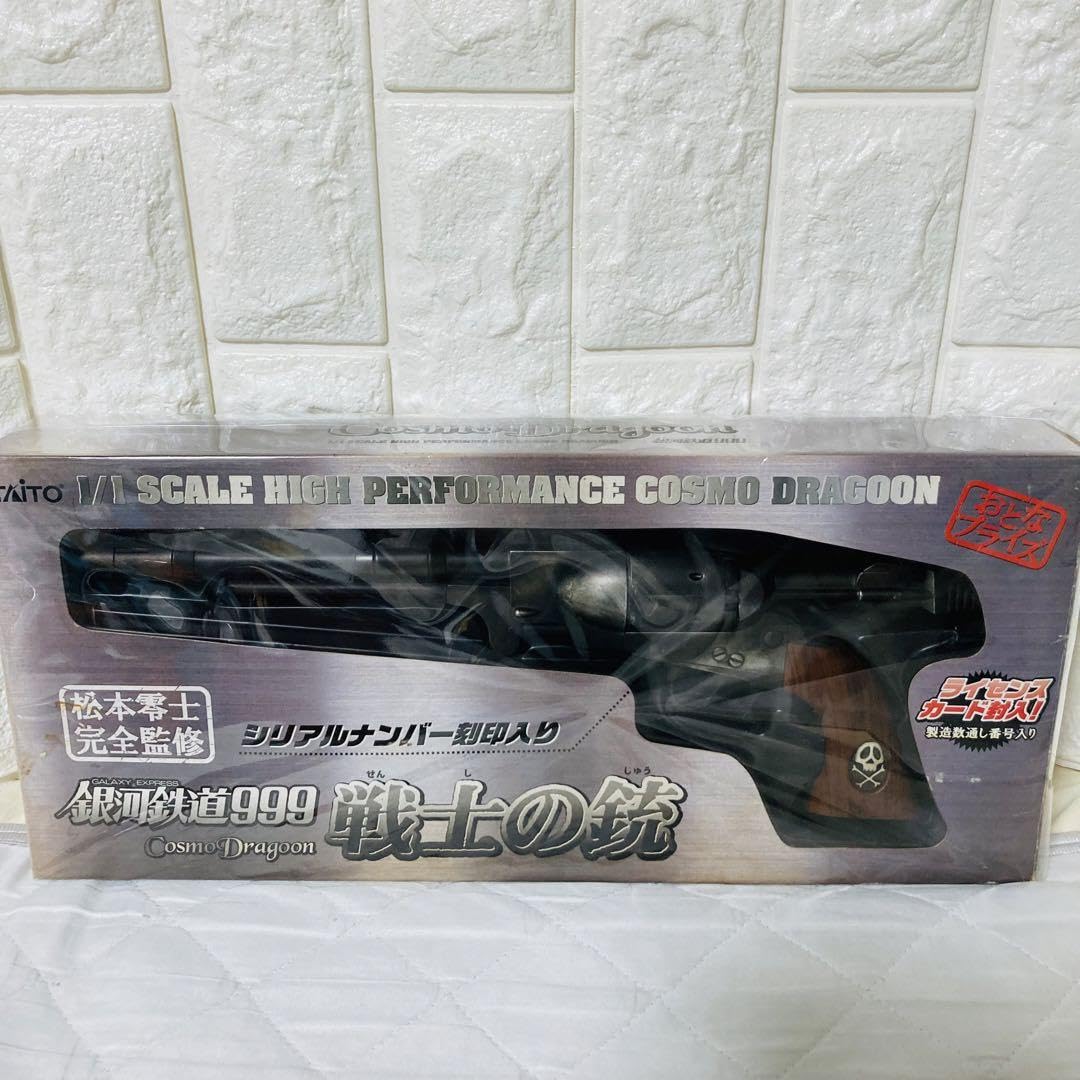 Cosmo Dragoon
TAITO 1/1 SCALE HIGH PERFORMANCE COSMO DRAGOON
おとな
プライズ
松本零士
完全監修
シリアルナンバー刻印入り
ライセンス
カード封入!
製造数通し番号入り
GALAXY EXPRESS
銀河鉄道999
Cosmo Dragoon
せん し しゅう
戦士の銃